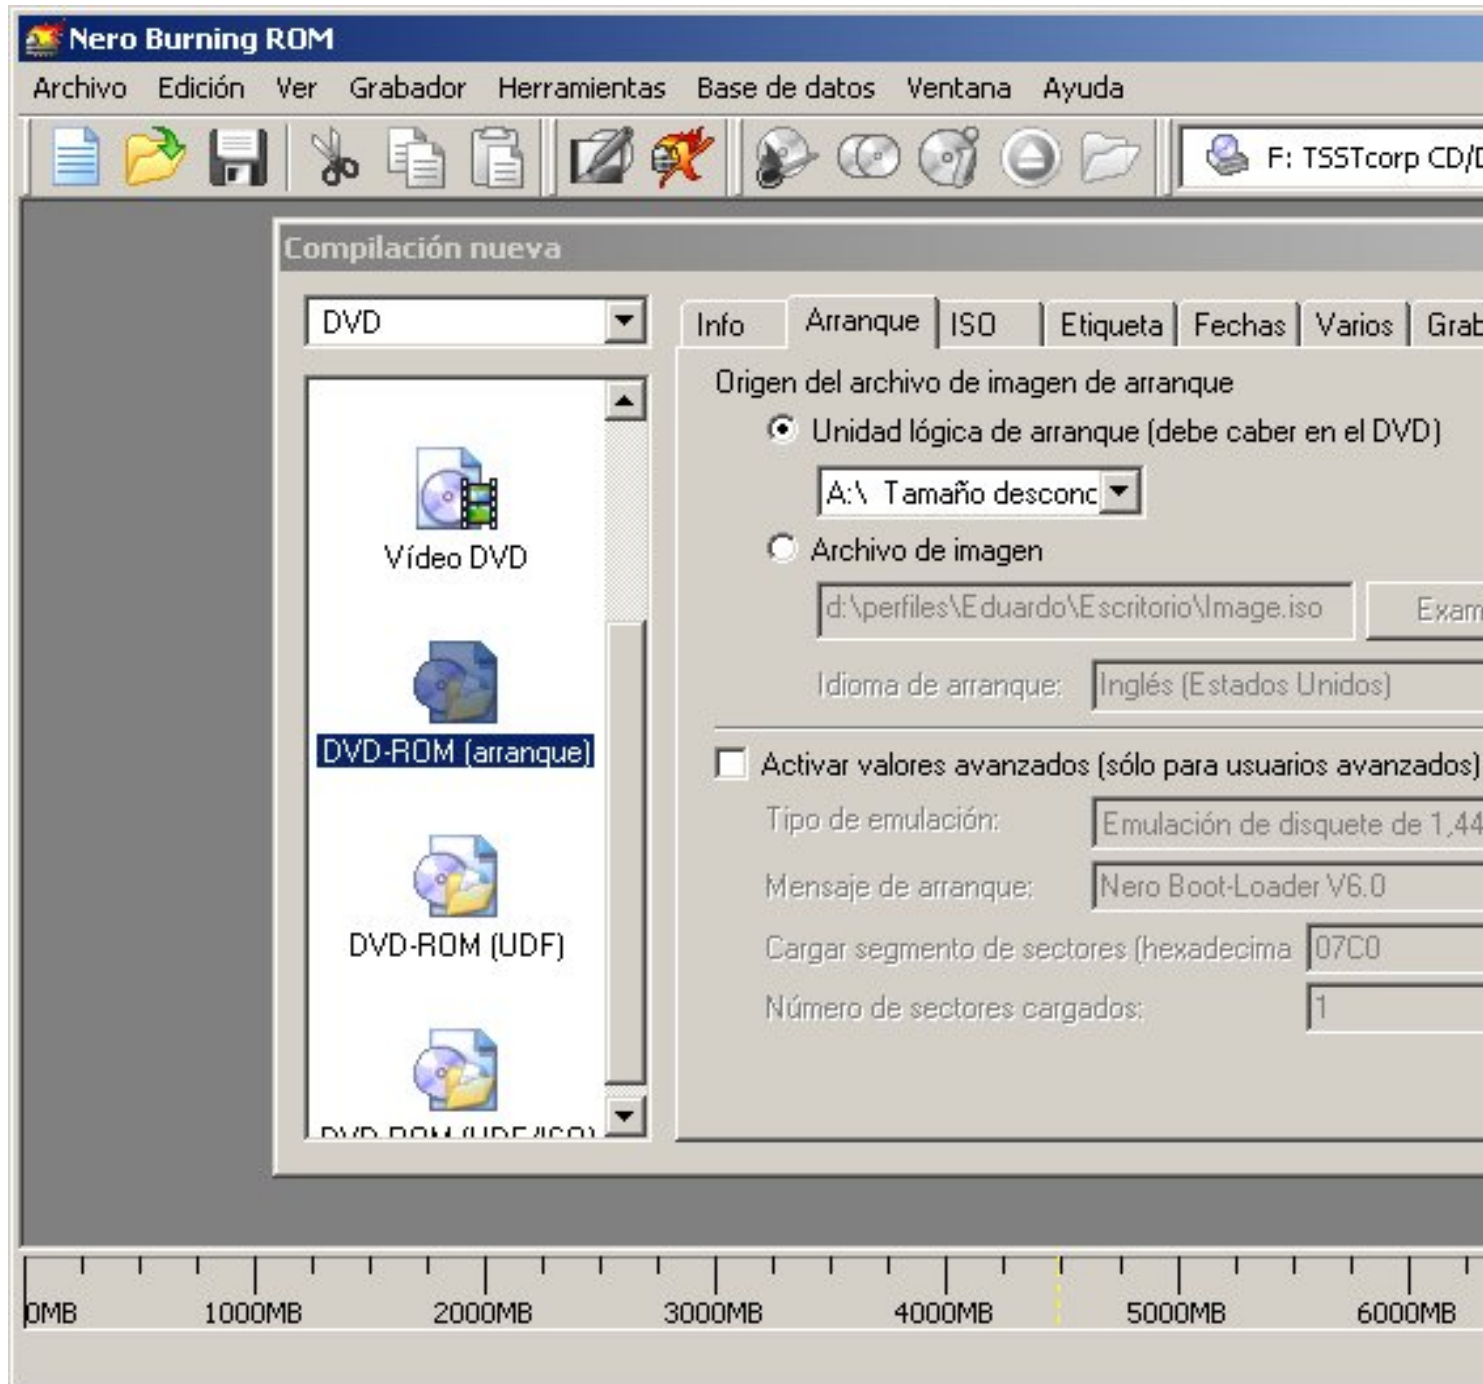 Nero Burning ROM
Archivo Edición Ver Grabador Herramientas Base de datos Ventana Ayuda
F: TSSTcorp CD/D
Compilación nueva
DVD
Info Arranque ISO Etiqueta Fechas Varios Grab
Origen del archivo de imagen de arranque
Unidad lógica de arranque (debe caber en el DVD)
A:\ Tamaño desconc
Archivo de imagen
d:\perfiles\Eduardo\Escritorio\Image.iso Exam
Idioma de arranque: Inglés (Estados Unidos)
Activar valores avanzados (sólo para usuarios avanzados)
Tipo de emulación: Emulación de disquete de 1,44
Mensaje de arranque: Nero Boot-Loader V6.0
Cargar segmento de sectores (hexadecima 07C0
Número de sectores cargados: 1
Vídeo DVD
DVD-ROM (arranque)
DVD-ROM (UDF)
DVD-ROM (UDF/ISO)
0MB 1000MB 2000MB 3000MB 4000MB 5000MB 6000MB